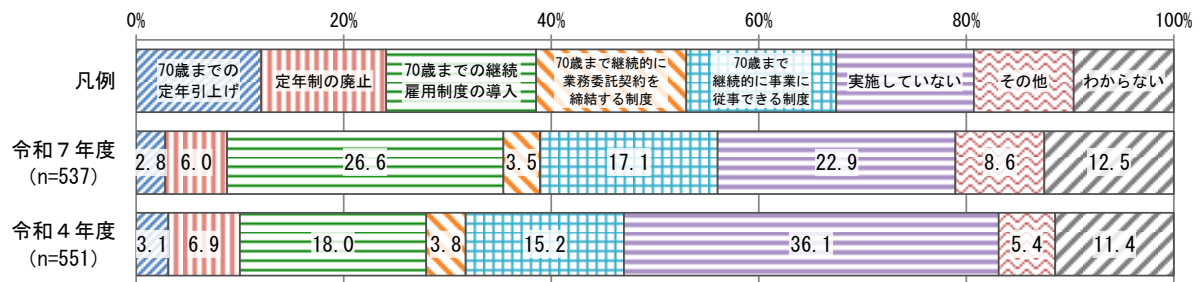 0% 20% 40% 60% 80% 100%
凡例
70歳までの
定年引上げ
定年制の廃止
70歳までの継続
雇用制度の導入
70歳まで継続的に
業務委託契約を
締結する制度
70歳まで
継続的に事業に
従事できる制度
実施していない
その他
わからない
令和７年度
(n=537)
2.8 6.0 26.6 3.5 17.1 22.9 8.6 12.5
令和４年度
(n=551)
3.1 6.9 18.0 3.8 15.2 36.1 5.4 11.4